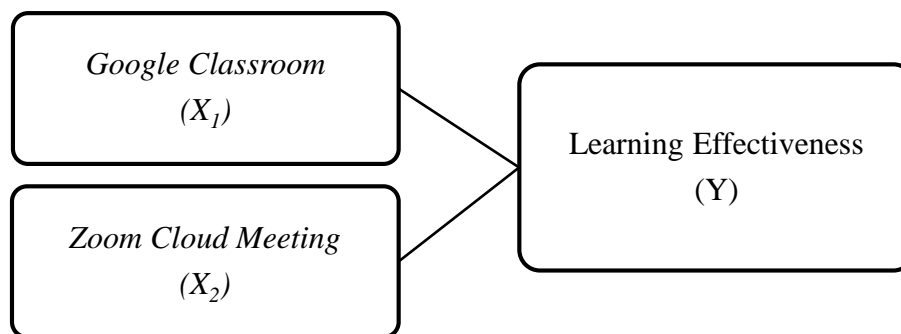 Google Classroom
(X₁)
Zoom Cloud Meeting
(X₂)
Learning Effectiveness
(Y)